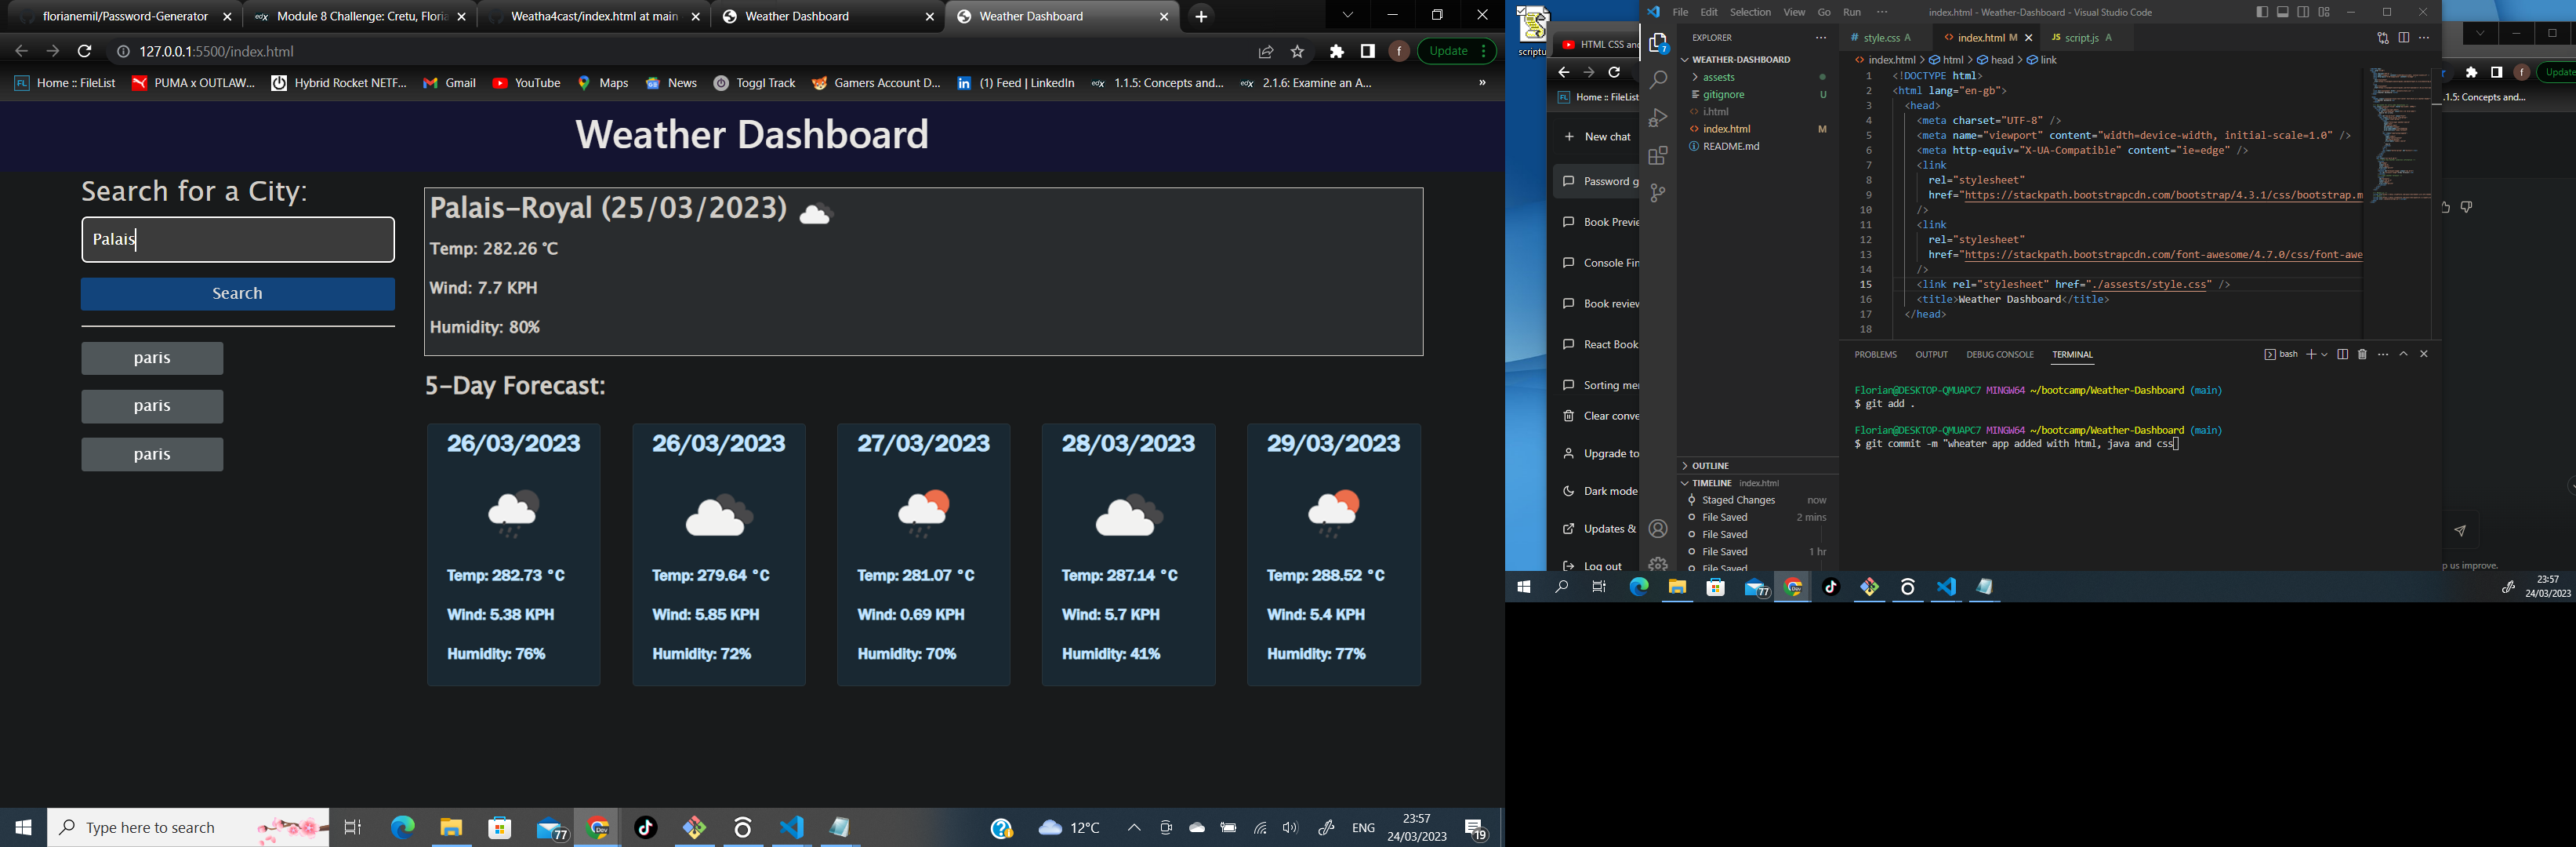 florianemil/Password-Generator
Module 8 Challenge: Cretu, Floria
Weatha4cast/index.html at main
Weather Dashboard
Weather Dashboard
127.0.0.1:5500/index.html
Update
Home :: FileList
PUMA x OUTLAW...
Hybrid Rocket NETF...
Gmail
YouTube
Maps
News
Toggl Track
Gamers Account D...
(1) Feed | LinkedIn
1.1.5: Concepts and...
2.1.6: Examine an A...
»
Weather Dashboard
Search for a City:
Palais
Search
paris
paris
paris
Palais-Royal (25/03/2023)
Temp: 282.26 °C
Wind: 7.7 KPH
Humidity: 80%
5-Day Forecast:
26/03/2023
Temp: 282.73 °C
Wind: 5.38 KPH
Humidity: 76%
26/03/2023
Temp: 279.64 °C
Wind: 5.85 KPH
Humidity: 72%
27/03/2023
Temp: 281.07 °C
Wind: 0.69 KPH
Humidity: 70%
28/03/2023
Temp: 287.14 °C
Wind: 5.7 KPH
Humidity: 41%
29/03/2023
Temp: 288.52 °C
Wind: 5.4 KPH
Humidity: 77%
Type here to search
77
12°C
ENG
23:57
24/03/2023
19
scriptu
HTML CSS and
Home :: FileList
New chat
Password g
Book Previe
Console Fin
Book review
React Book
Sorting me
Clear conve
Upgrade to
Dark mode
Updates &
Log out
File Edit Selection View Go Run ···
index.html - Weather-Dashboard - Visual Studio Code
EXPLORER
WEATHER-DASHBOARD
assests
gitignore U
i.html
index.html M
README.md
OUTLINE
TIMELINE index.html
Staged Changes now
File Saved 2 mins
File Saved
File Saved 1 hr
File Saved
style.css A
index.html M
script.js A
index.html > html > head > link
1 <!DOCTYPE html>
2 <html lang="en-gb">
3 <head>
4 <meta charset="UTF-8" />
5 <meta name="viewport" content="width=device-width, initial-scale=1.0" />
6 <meta http-equiv="X-UA-Compatible" content="ie=edge" />
7 <link
8 rel="stylesheet"
9 href="https://stackpath.bootstrapcdn.com/bootstrap/4.3.1/css/bootstrap.m
10 />
11 <link
12 rel="stylesheet"
13 href="https://stackpath.bootstrapcdn.com/font-awesome/4.7.0/css/font-awe
14 />
15 <link rel="stylesheet" href="./assests/style.css" />
16 <title>Weather Dashboard</title>
17 </head>
18
PROBLEMS OUTPUT DEBUG CONSOLE TERMINAL
bash
Florian@DESKTOP-QMUAPC7 MINGW64 ~/bootcamp/Weather-Dashboard (main)
$ git add .
Florian@DESKTOP-QMUAPC7 MINGW64 ~/bootcamp/Weather-Dashboard (main)
$ git commit -m "wheater app added with html, java and css
Update
.1.5: Concepts and...
p us improve.
77
23:57
24/03/2023